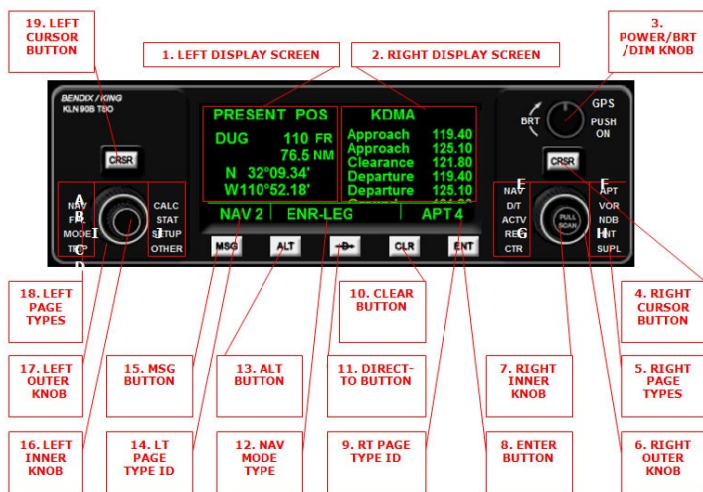 19. LEFT
CURSOR
BUTTON
1. LEFT DISPLAY SCREEN
2. RIGHT DISPLAY SCREEN
3.
POWER/BRT
/DIM KNOB
BENDIX/KING
KLN 90B TSO
CRSR
PRESENT POS
DUG 110 FR
76.5 NM
N 32°09.34'
W110°52.18'
KDMA
Approach 119.40
Approach 125.10
Clearance 121.80
Departure 119.40
Departure 125.10
NAV 2
ENR-LEG
APT 4
BRT
GPS
PUSH
ON
CRSR
A
B
C
D
I
J
NAV
MODE
CALC
STAT
SETUP
OTHER
MSG
ALT
D
CLR
ENT
E
F
G
H
NAV
D/T
ACTV
CTR
PULL
SCAN
APT
VOR
NDB
INT
SUPL
18. LEFT
PAGE
TYPES
10. CLEAR
BUTTON
4. RIGHT
CURSOR
BUTTON
17. LEFT
OUTER
KNOB
15. MSG
BUTTON
13. ALT
BUTTON
11. DIRECT-
TO BUTTON
7. RIGHT
INNER
KNOB
5. RIGHT
PAGE
TYPES
16. LEFT
INNER
KNOB
14. LT
PAGE
TYPE ID
12. NAV
MODE
TYPE
9. RT PAGE
TYPE ID
8. ENTER
BUTTON
6. RIGHT
OUTER
KNOB